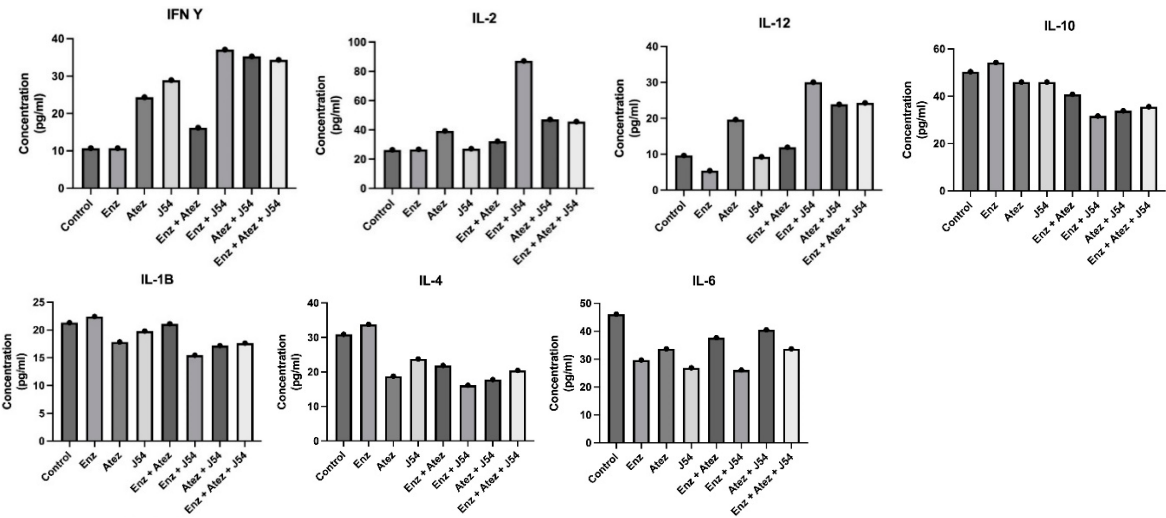 IFN Y
Concentration
(pg/ml)
40
30
20
10
0
Control
Enz
Atez
J54
Enz + Atez
Enz + J54
Atez + J54
Enz + Atez + J54
IL-2
Concentration
(pg/ml)
100
80
60
40
20
0
Control
Enz
Atez
J54
Enz + Atez
Enz + J54
Atez + J54
Enz + Atez + J54
IL-12
Concentration
(pg/ml)
40
30
20
10
0
Control
Enz
Atez
J54
Enz + Atez
Enz + J54
Atez + J54
Enz + Atez + J54
IL-10
Concentration
(pg/ml)
60
40
20
0
Control
Enz
Atez
J54
Enz + Atez
Enz + J54
Atez + J54
Enz + Atez + J54
IL-1B
Concentration
(pg/ml)
25
20
15
10
5
0
Control
Enz
Atez
J54
Enz + Atez
Enz + J54
Atez + J54
Enz + Atez + J54
IL-4
Concentration
(pg/ml)
40
30
20
10
0
Control
Enz
Atez
J54
Enz + Atez
Enz + J54
Atez + J54
Enz + Atez + J54
IL-6
Concentration
(pg/ml)
50
40
30
20
10
0
Control
Enz
Atez
J54
Enz + Atez
Enz + J54
Atez + J54
Enz + Atez + J54